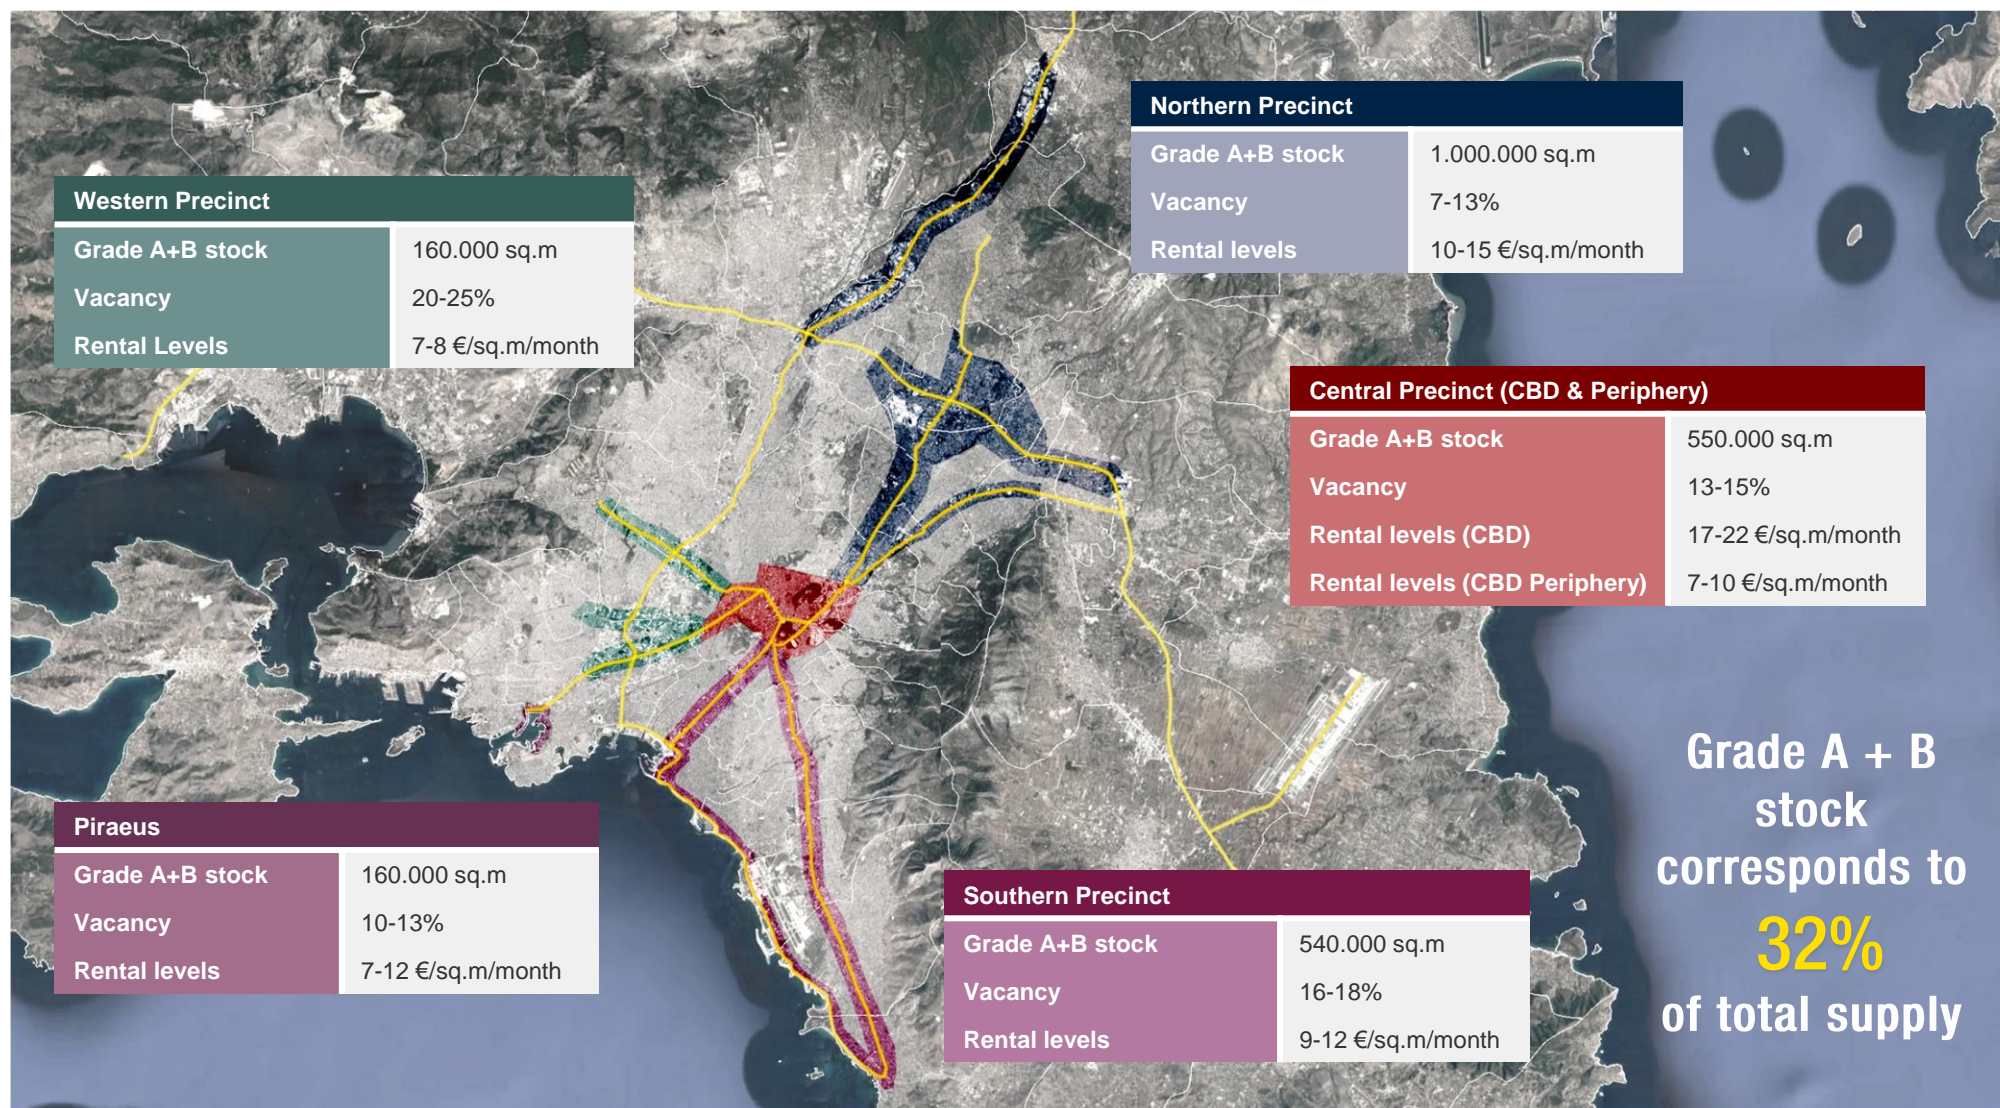 Northern Precinct
Grade A+B stock 1.000.000 sq.m
Vacancy 7-13%
Rental levels 10-15 €/sq.m/month
Western Precinct
Grade A+B stock 160.000 sq.m
Vacancy 20-25%
Rental Levels 7-8 €/sq.m/month
Central Precinct (CBD & Periphery)
Grade A+B stock 550.000 sq.m
Vacancy 13-15%
Rental levels (CBD) 17-22 €/sq.m/month
Rental levels (CBD Periphery) 7-10 €/sq.m/month
Piraeus
Grade A+B stock 160.000 sq.m
Vacancy 10-13%
Rental levels 7-12 €/sq.m/month
Southern Precinct
Grade A+B stock 540.000 sq.m
Vacancy 16-18%
Rental levels 9-12 €/sq.m/month
Grade A + B
stock
corresponds to
32%
of total supply